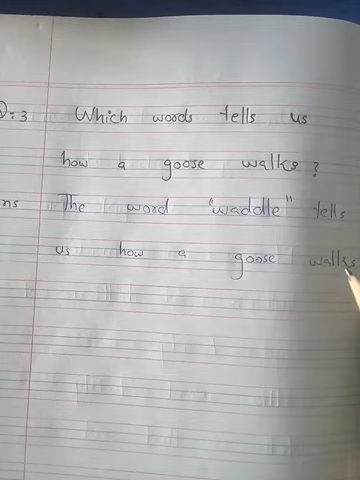 Q:3 Which words tells us
how a goose walks?
ns The word "waddle" tells
us how a goose walks